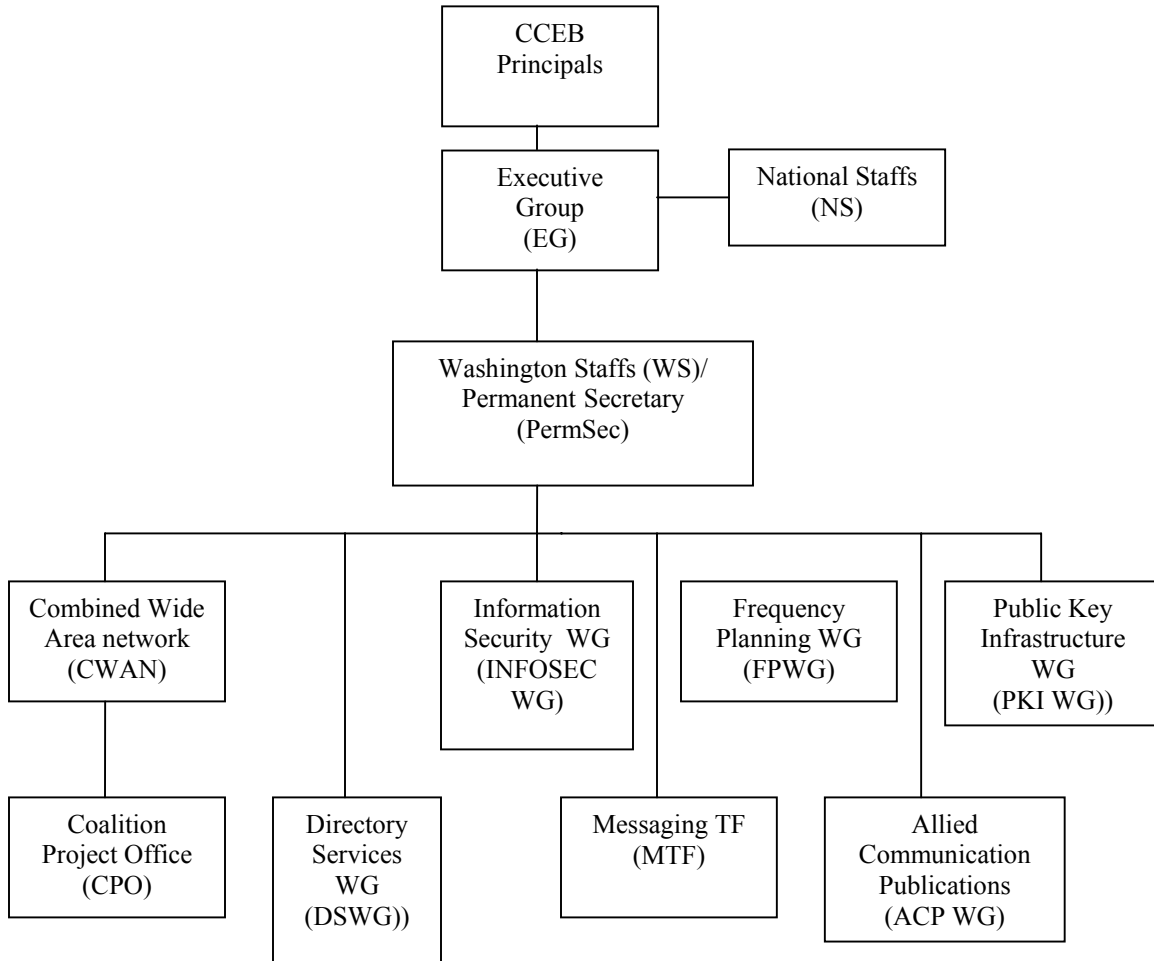 CCEB
Principals
Executive
Group
(EG)
National Staffs
(NS)
Washington Staffs (WS)/
Permanent Secretary
(PermSec)
Combined Wide
Area network
(CWAN)
Information
Security WG
(INFOSEC
WG)
Frequency
Planning WG
(FPWG)
Public Key
Infrastructure
WG
(PKI WG))
Coalition
Project Office
(CPO)
Directory
Services
WG
(DSWG))
Messaging TF
(MTF)
Allied
Communication
Publications
(ACP WG)